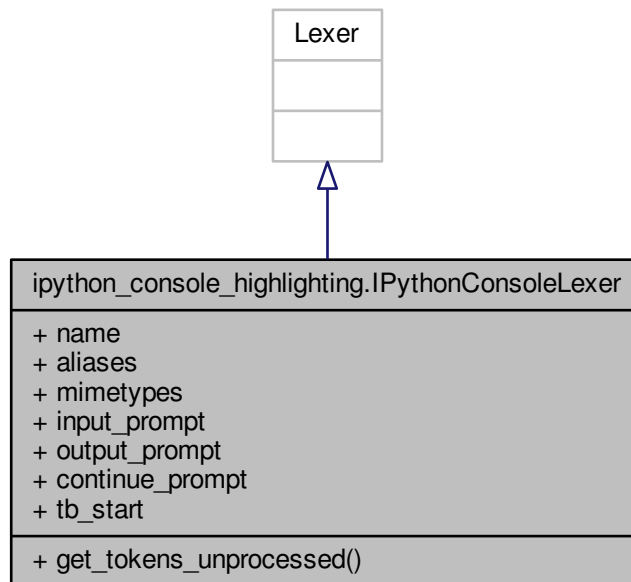 Lexer
ipython_console_highlighting.IPythonConsoleLexer
+ name
+ aliases
+ mimetypes
+ input_prompt
+ output_prompt
+ continue_prompt
+ tb_start
+ get_tokens_unprocessed()